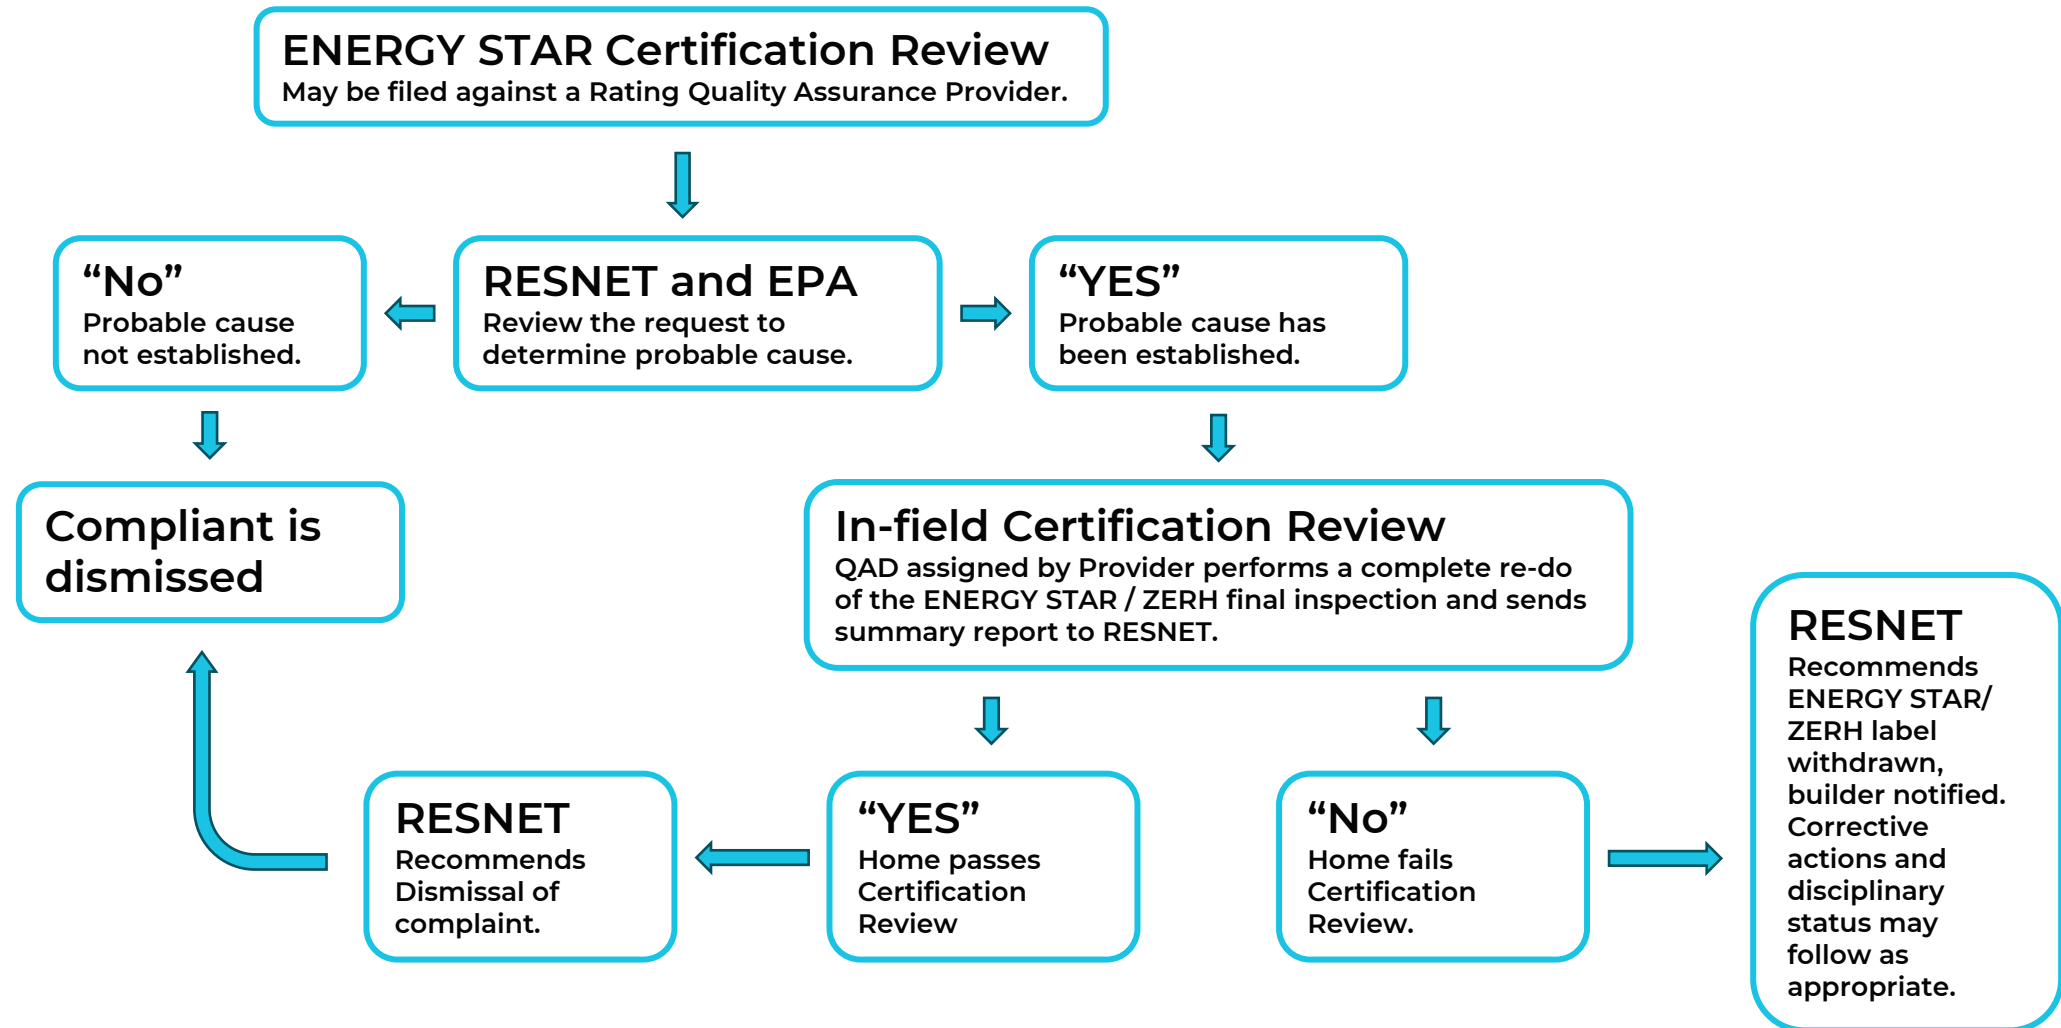 ENERGY STAR Certification Review
May be filed against a Rating Quality Assurance Provider.
“No”
Probable cause
not established.
RESNET and EPA
Review the request to
determine probable cause.
“YES”
Probable cause has
been established.
Compliant is
dismissed
In-field Certification Review
QAD assigned by Provider performs a complete re-do
of the ENERGY STAR / ZERH final inspection and sends
summary report to RESNET.
RESNET
Recommends
Dismissal of
complaint.
“YES”
Home passes
Certification
Review
“No”
Home fails
Certification
Review.
RESNET
Recommends
ENERGY STAR/
ZERH label
withdrawn,
builder notified.
Corrective
actions and
disciplinary
status may
follow as
appropriate.